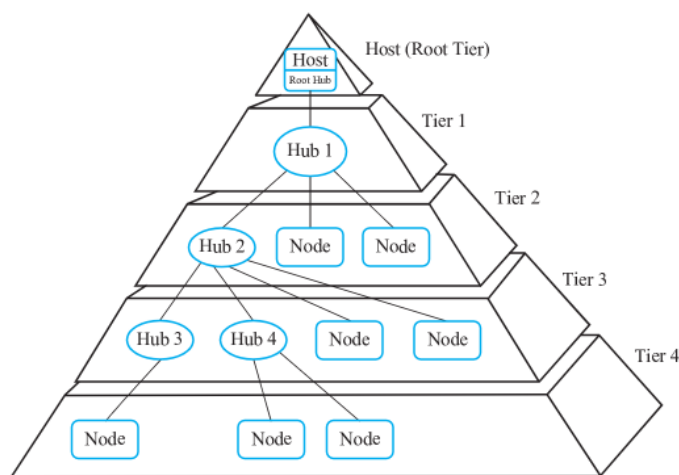 Host (Root Tier)
Host
Root Hub
Tier 1
Hub 1
Tier 2
Hub 2
Node
Node
Tier 3
Hub 3
Hub 4
Node
Node
Tier 4
Node
Node
Node